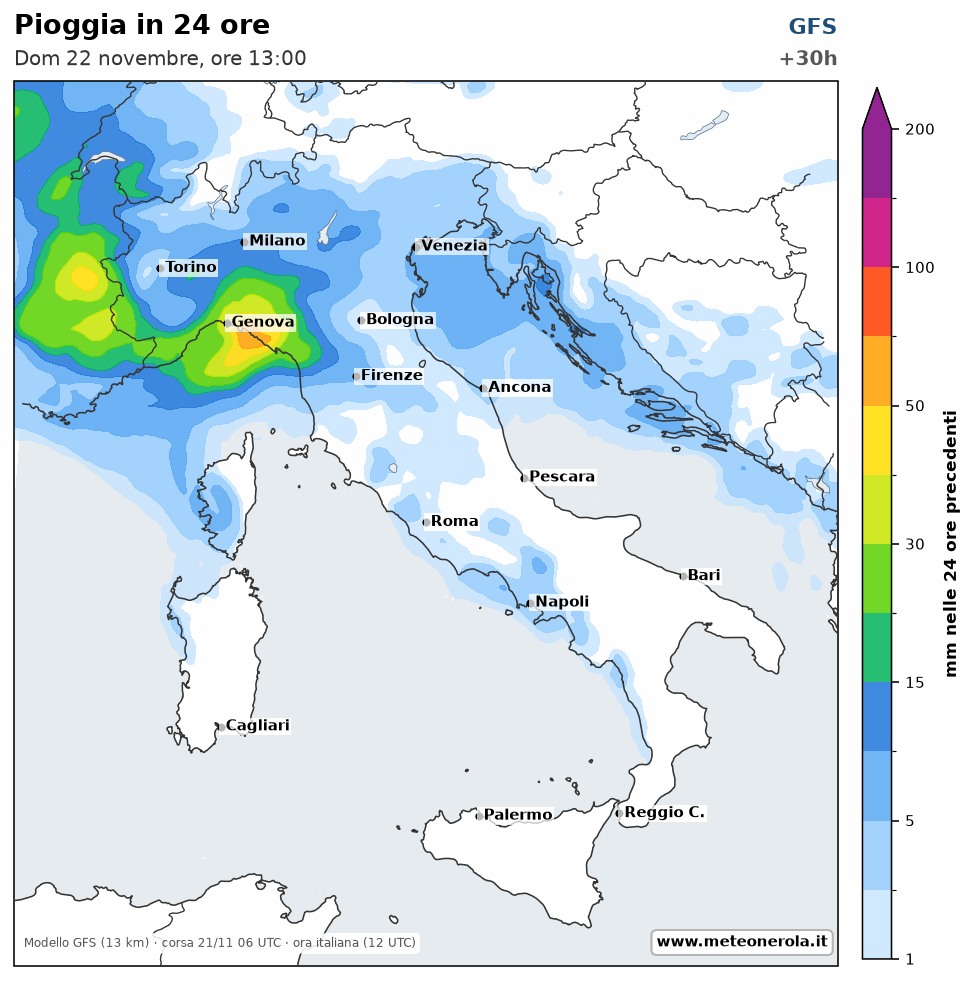 Pioggia in 24 ore
GFS
Dom 22 novembre, ore 13:00
+30h
200
100
50
30
15
5
1
mm nelle 24 ore precedenti
Milano
Venezia
Torino
Genova
Bologna
Firenze
Ancona
Pescara
Roma
Bari
Napoli
Cagliari
Palermo
Reggio C.
Modello GFS (13 km) · corsa 21/11 06 UTC · ora italiana (12 UTC)
www.meteonerola.it